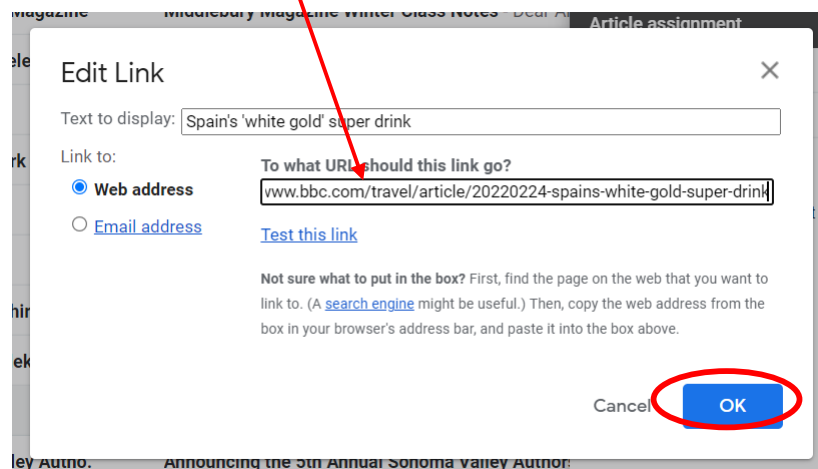 Magazine Middlebury Magazine Winter Class Notes - Dear
Article assignment
Edit Link
Text to display: Spain's 'white gold' super drink
Link to:
To what URL should this link go?
Web address
www.bbc.com/travel/article/20220224-spains-white-gold-super-drink
Email address
Test this link
Not sure what to put in the box? First, find the page on the web that you want to
link to. (A search engine might be useful.) Then, copy the web address from the
box in your browser's address bar, and paste it into the box above.
Cancel OK
ley Autho. Announcing the 5th Annual Sonoma Valley Author